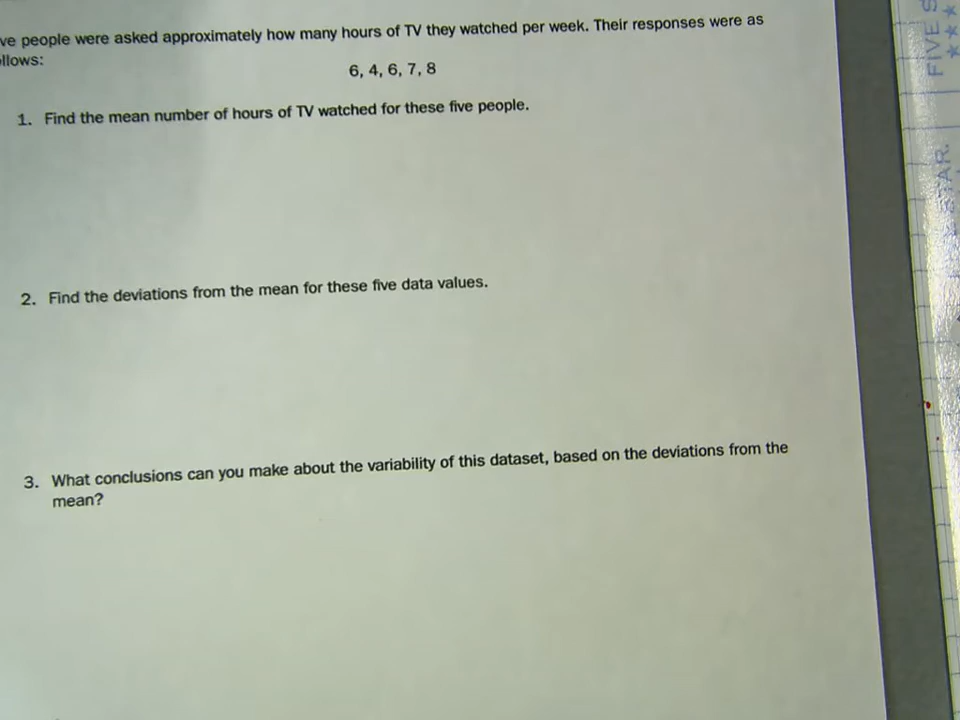 ve people were asked approximately how many hours of TV they watched per week. Their responses were as
llows:
6, 4, 6, 7, 8
1. Find the mean number of hours of TV watched for these five people.
2. Find the deviations from the mean for these five data values.
3. What conclusions can you make about the variability of this dataset, based on the deviations from the
mean?
FIVE S
STAR.